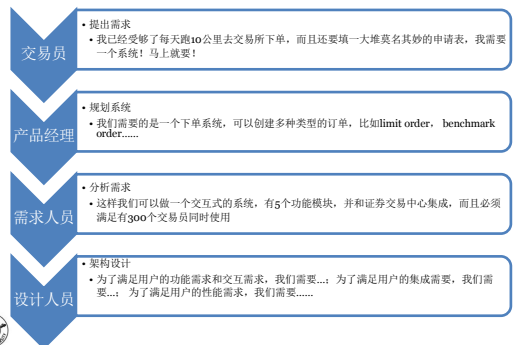 交易员
• 提出需求
• 我已经受够了每天跑10公里去交易所下单，而且还要填一大堆莫名其妙的申请表，我需要
一个系统！马上就要！
产品经理
• 规划系统
• 我们需要的是一个下单系统，可以创建多种类型的订单，比如limit order， benchmark
order……
需求人员
• 分析需求
• 这样我们可以做一个交互式的系统，有5个功能模块，并和证券交易中心集成，而且必须
满足有300个交易员同时使用
设计人员
• 架构设计
• 为了满足用户的功能需求和交互需求，我们需要…；为了满足用户的集成需要，我们需
要…； 为了满足用户的性能需求，我们需要……